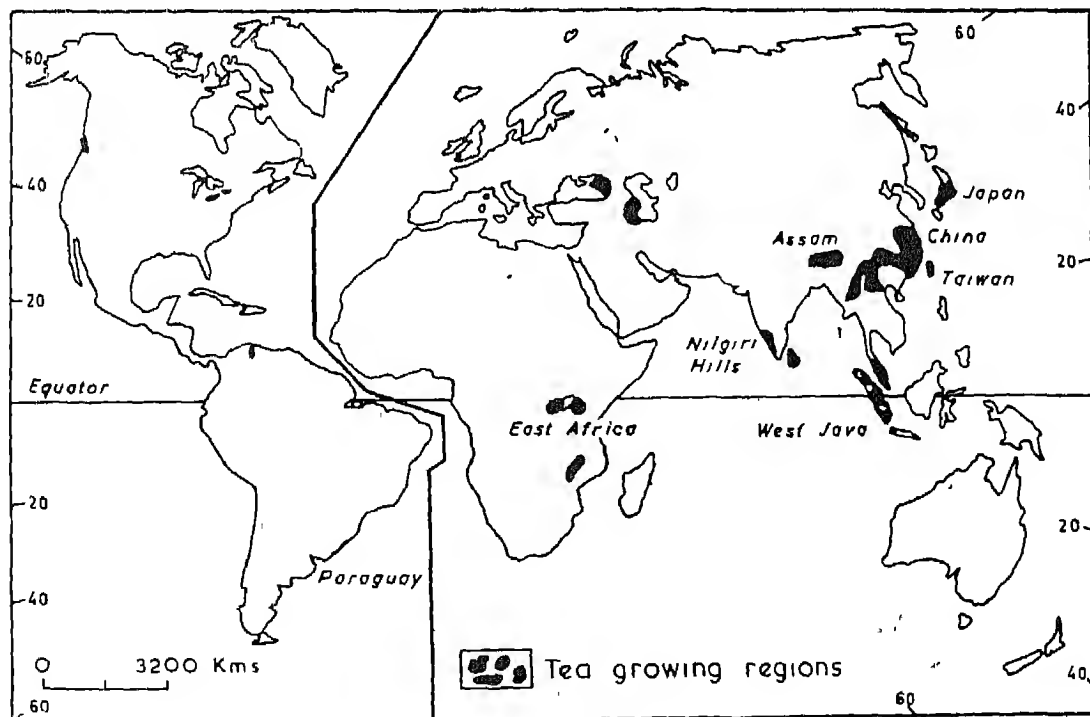 60
60
40
40
Japan
Assam
China
20
Taiwan
20
Nilgiri
Hills
Equator
East Africa
West Java
20
20
Paraguay
40
0 3200 Kms
Tea growing regions
40
60
60